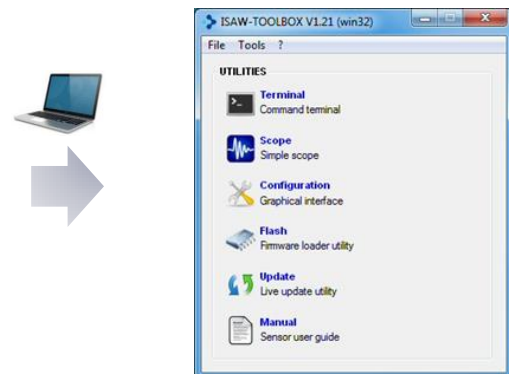 ISAW-TOOLBOX V1.21 (win32)
File Tools ?
UTILITIES
Terminal
Command terminal
Scope
Simple scope
Configuration
Graphical interface
Flash
Firmware loader utility
Update
Live update utility
Manual
Sensor user guide